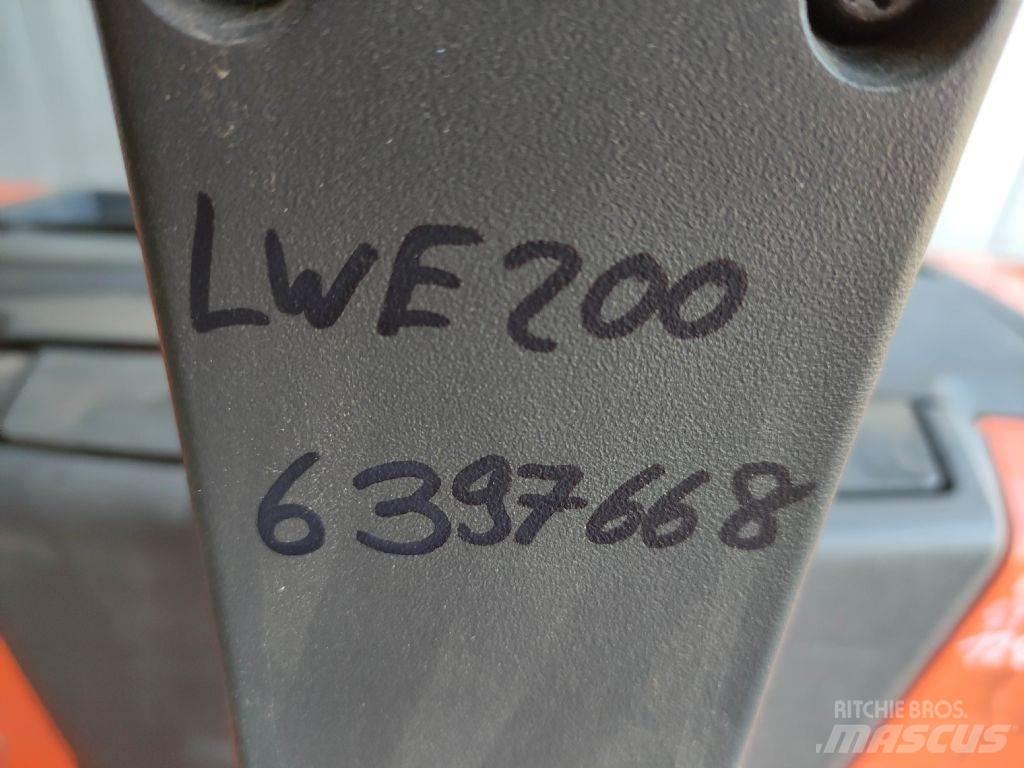 LWE200
6397668
RITCHIE BROS.
MASCUS